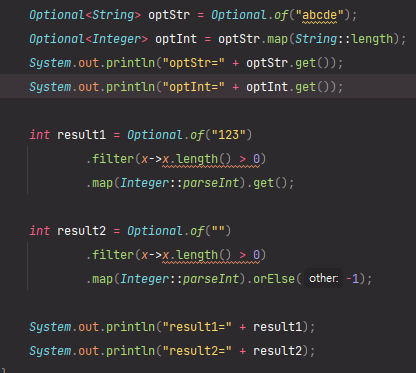 Optional<String> optStr = Optional.of("abcde");
Optional<Integer> optInt = optStr.map(String::length);
System.out.println("optStr=" + optStr.get());
System.out.println("optInt=" + optInt.get());
int result1 = Optional.of("123")
.filter(x->x.length() > 0)
.map(Integer::parseInt).get();
int result2 = Optional.of("")
.filter(x->x.length() > 0)
.map(Integer::parseInt).orElse( other: -1);
System.out.println("result1=" + result1);
System.out.println("result2=" + result2);
}